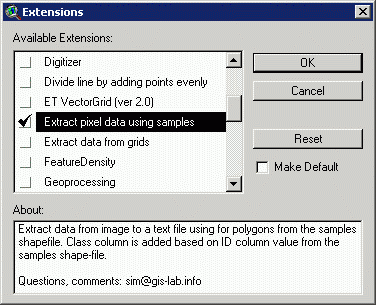 Extensions
Available Extensions:
Digitizer
Divide line by adding points evenly
ET VectorGrid (ver 2.0)
Extract pixel data using samples
Extract data from grids
FeatureDensity
Geoprocessing
OK
Cancel
Reset
Make Default
About:
Extract data from image to a text file using for polygons from the samples
shapefile. Class column is added based on ID column value from the
samples shape-file.
Questions, comments: sim@gis-lab.info